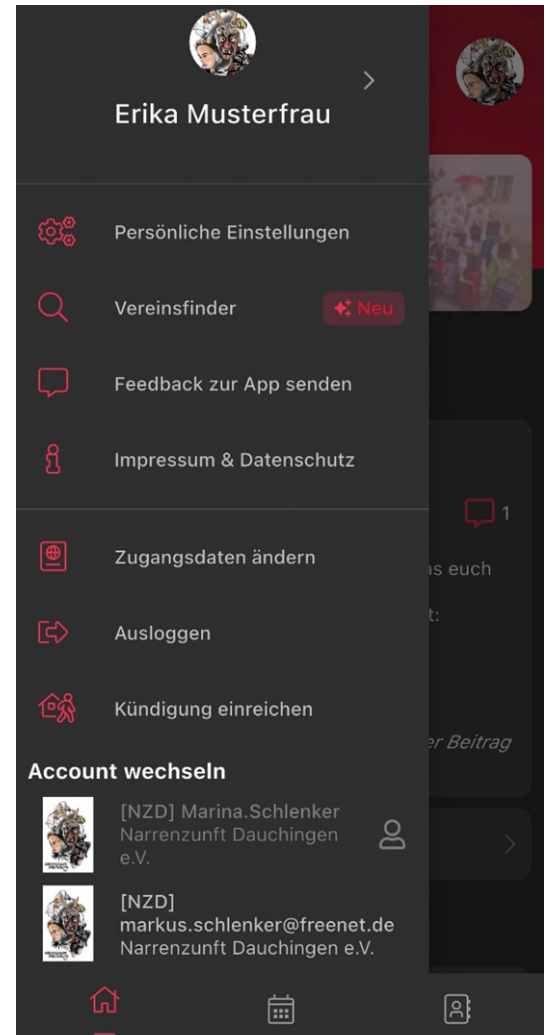 Erika Musterfrau
Persönliche Einstellungen
Vereinsfinder
Neu
Feedback zur App senden
Impressum & Datenschutz
1
Zugangsdaten ändern
as euch
t:
Ausloggen
Kündigung einreichen
er Beitrag
Account wechseln
[NZD] Marina.Schlenker
Narrenzunft Dauchingen
e.V.
[NZD]
markus.schlenker@freenet.de
Narrenzunft Dauchingen e.V.